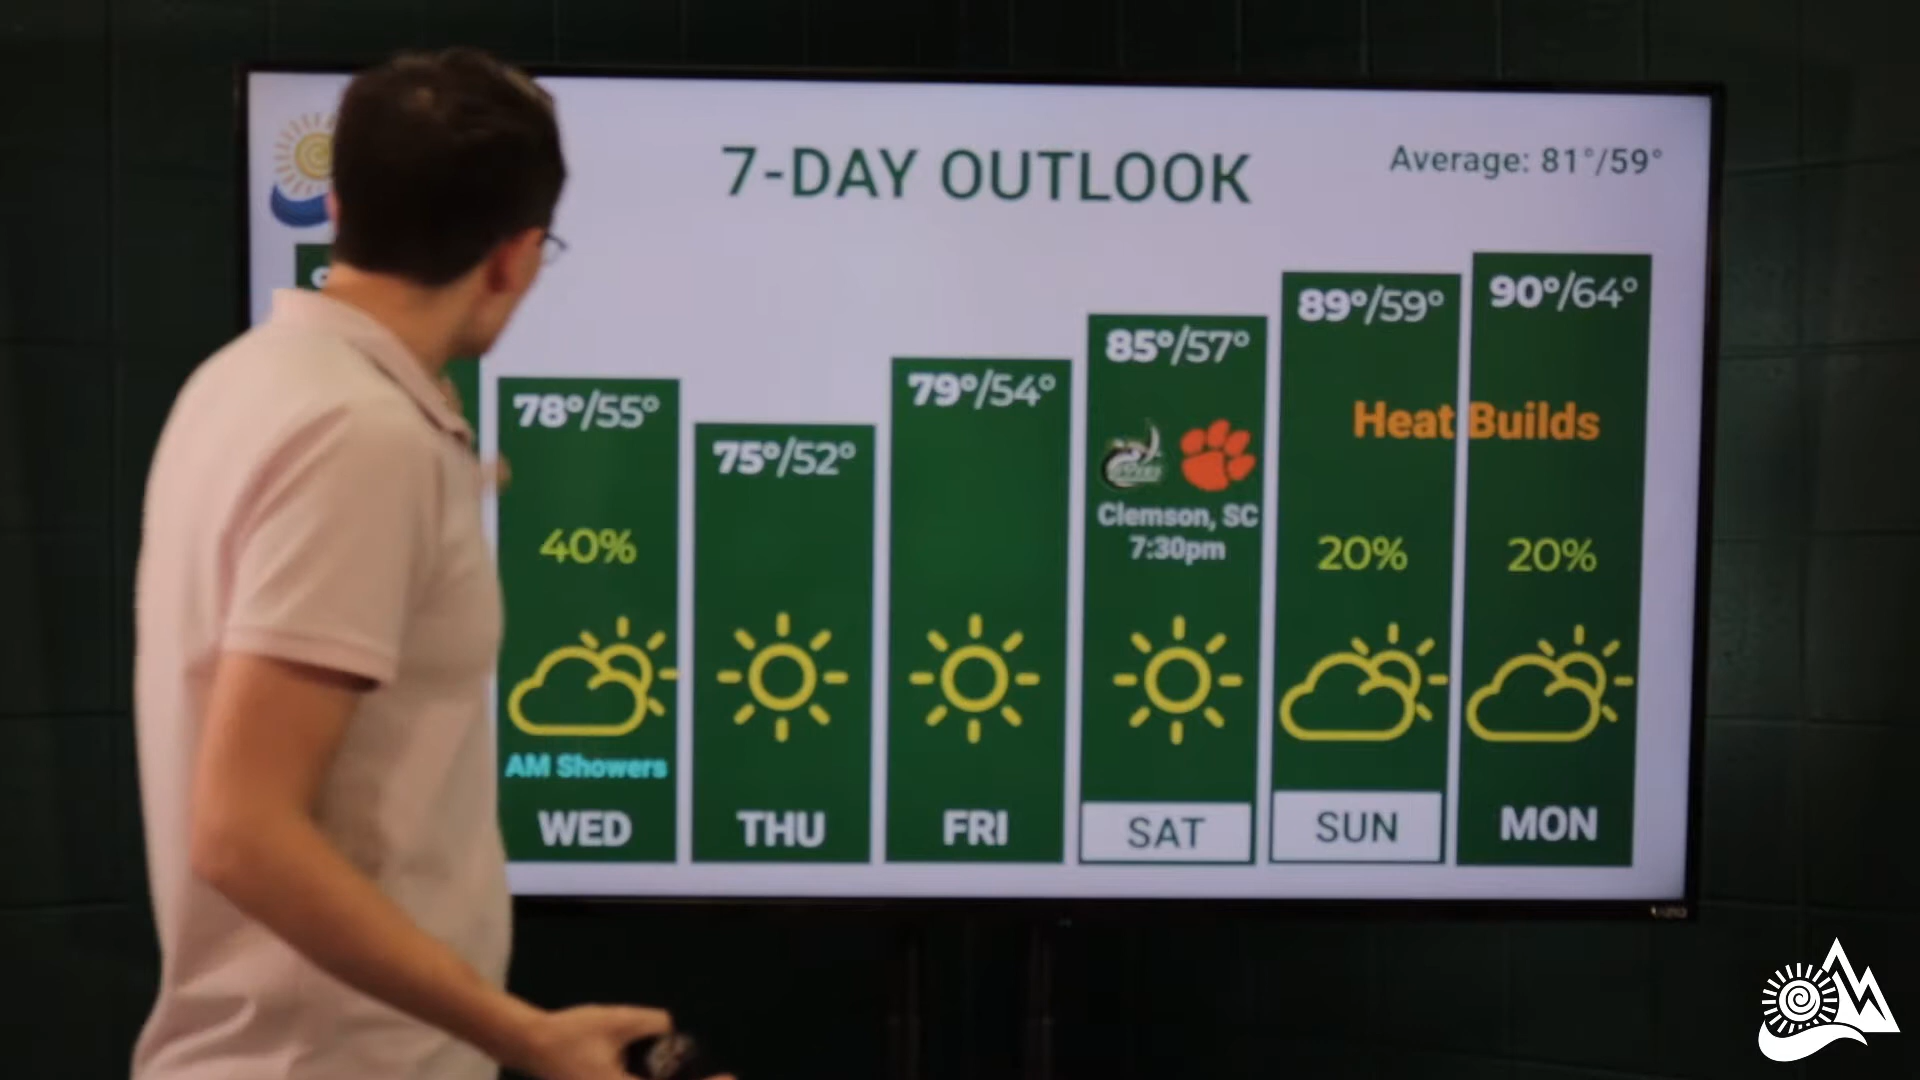 7-DAY OUTLOOK
Average: 81°/59°
78°/55°
40%
AM Showers
WED
75°/52°
THU
79°/54°
FRI
85°/57°
Clemson, SC
7:30pm
SAT
89°/59°
90°/64°
Heat Builds
20%
20%
SUN
MON